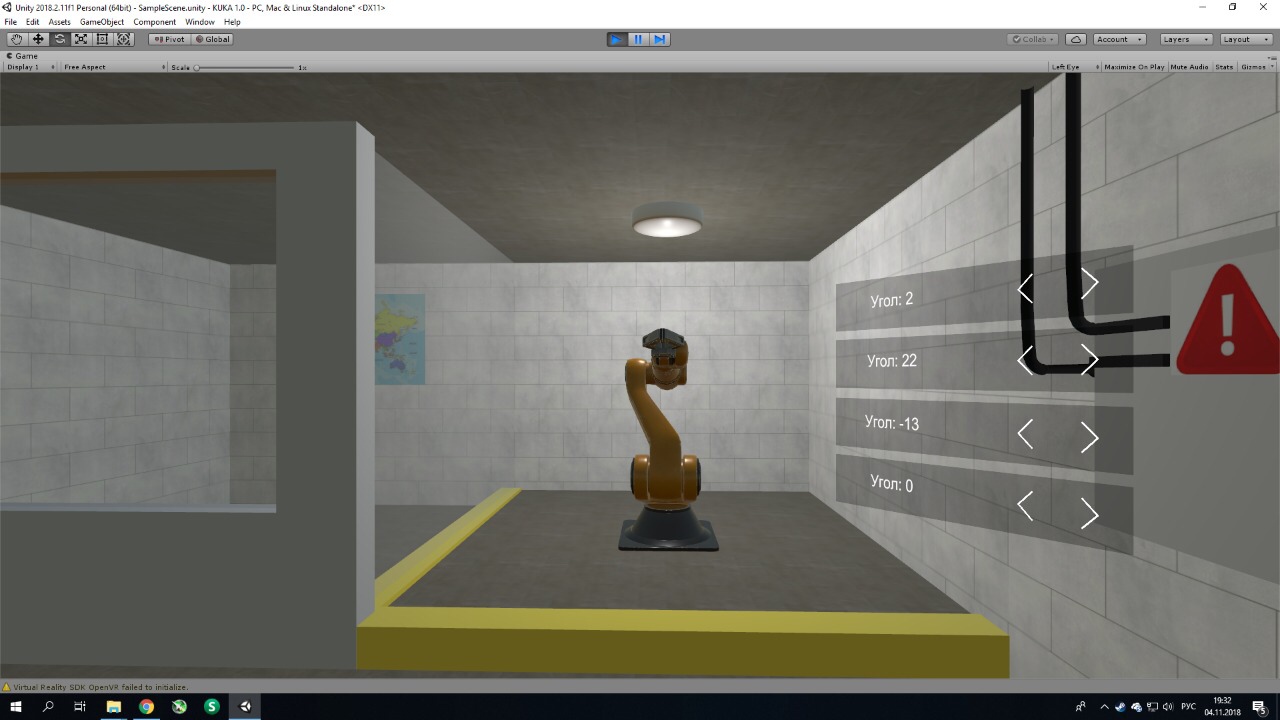 Unity 2018.2.11f1 Personal (64bit) - SampleScene.unity - KUKA 1.0 - PC, Mac & Linux Standalone* <DX11>
File Edit Assets GameObject Component Window Help
Pivot Global Collab Account Layers Layout
Game
Display 1 Free Aspect Scale 1x Left Eye Maximize On Play Mute Audio Stats Gizmos
Угол: 2
Угол: 22
Угол: -13
Угол: 0
!
Virtual Reality SDK OpenVR failed to initialize.
S
РУС
19:32
04.11.2018
5